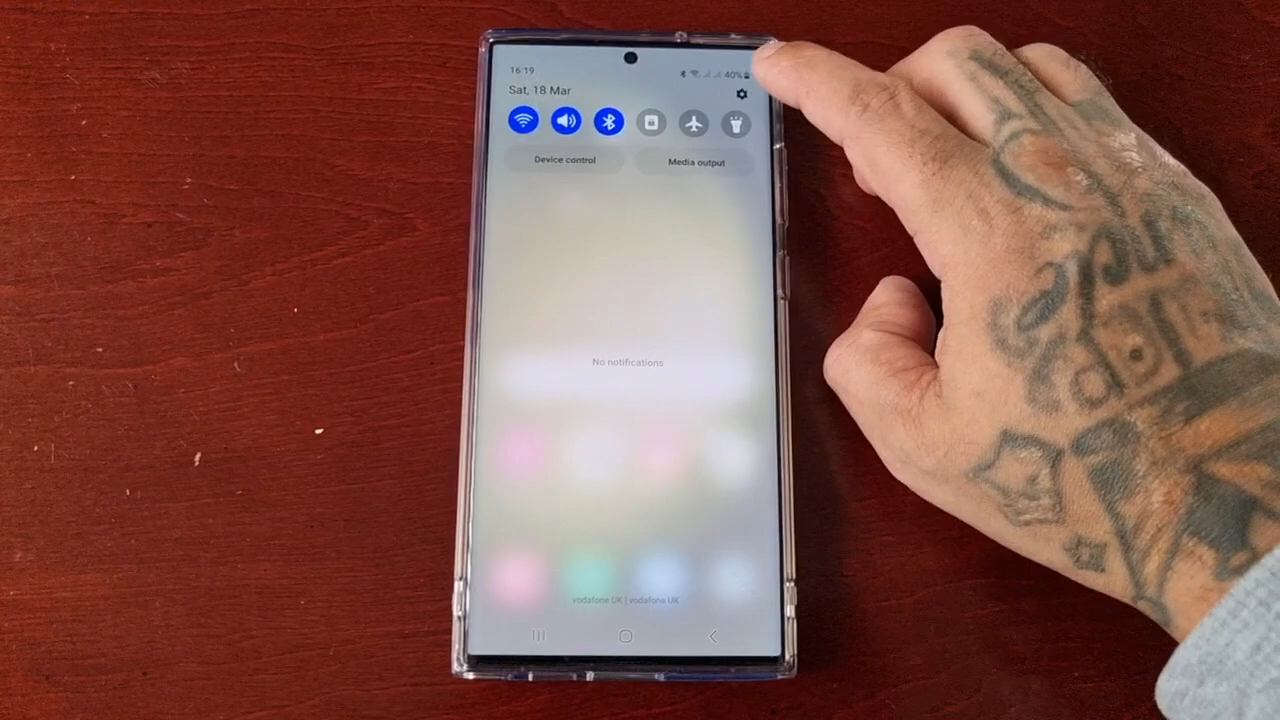 16:19
40%
Sat, 18 Mar
Device control
Media output
No notifications
vodafone UK | vodafone UK